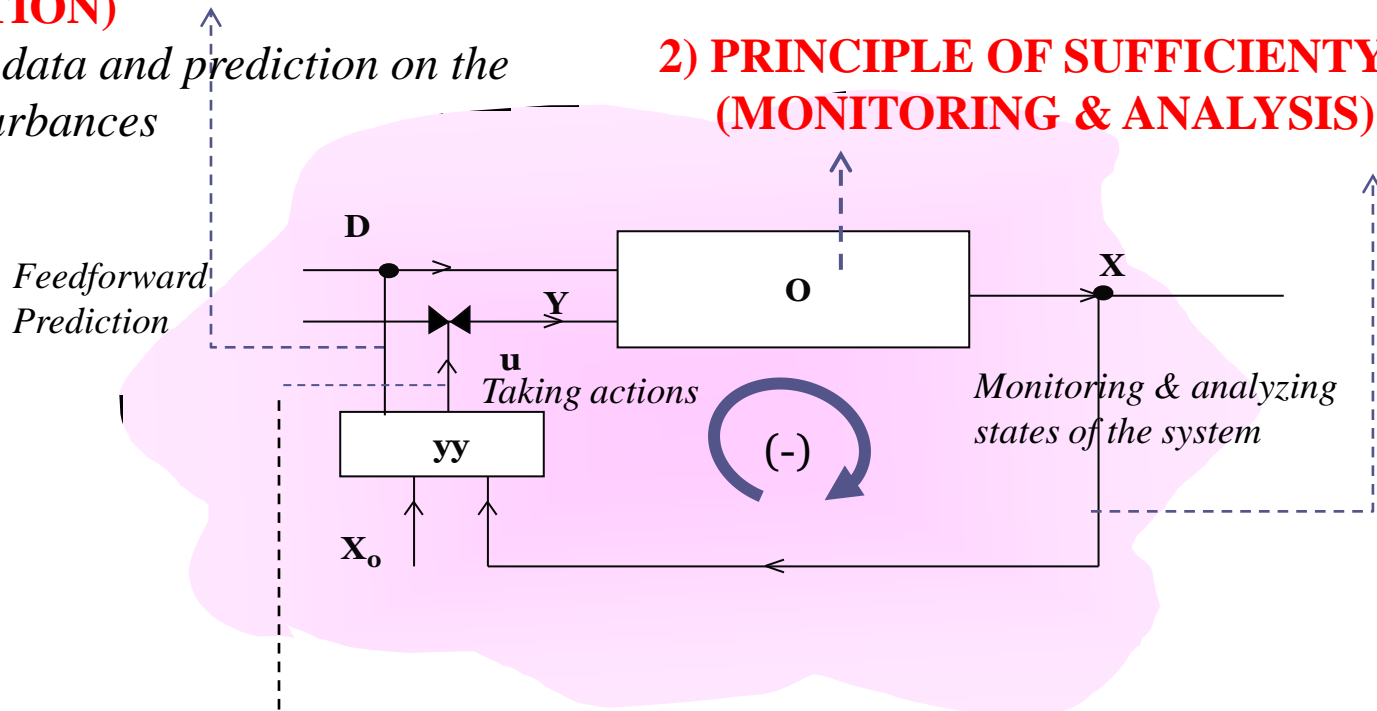 TION)
data and prediction on the
urbances
2) PRINCIPLE OF SUFFICIENTY
(MONITORING & ANALYSIS)
D
Feedforward
Prediction
Y
O
X
u
Taking actions
Monitoring & analyzing
states of the system
yy
(-)
Xₒ